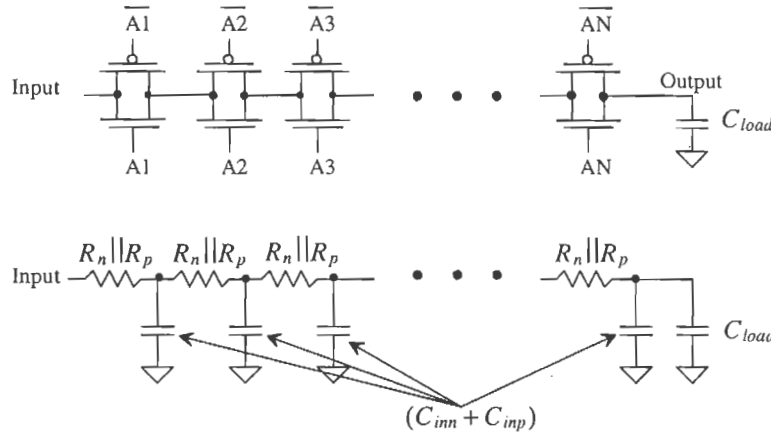 A1 A2 A3 AN
Input Output
C_load
A1 A2 A3 AN
R_n||R_p R_n||R_p R_n||R_p R_n||R_p
Input
C_load
(C_inn + C_inp)